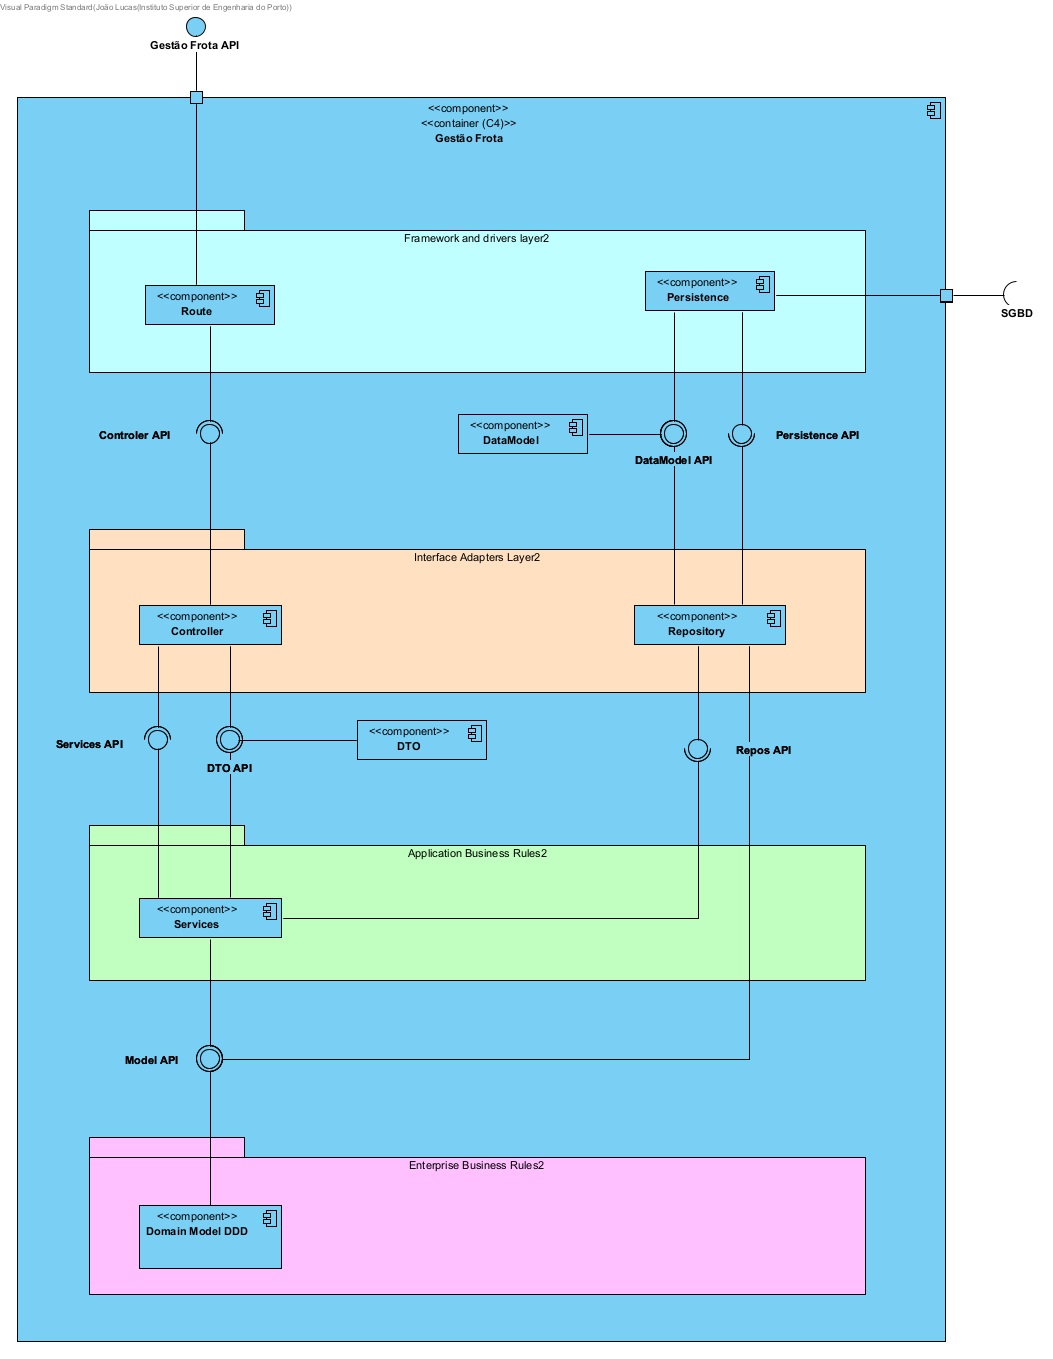 Visual Paradigm Standard(João Lucas(Instituto Superior de Engenharia do Porto))
Gestão Frota API
<<component>>
<<container (C4)>>
Gestão Frota
Framework and drivers layer2
<<component>>
Route
<<component>>
Persistence
SGBD
Controler API
<<component>>
DataModel
DataModel API
Persistence API
Interface Adapters Layer2
<<component>>
Controller
<<component>>
Repository
Services API
DTO API
<<component>>
DTO
Repos API
Application Business Rules2
<<component>>
Services
Model API
Enterprise Business Rules2
<<component>>
Domain Model DDD